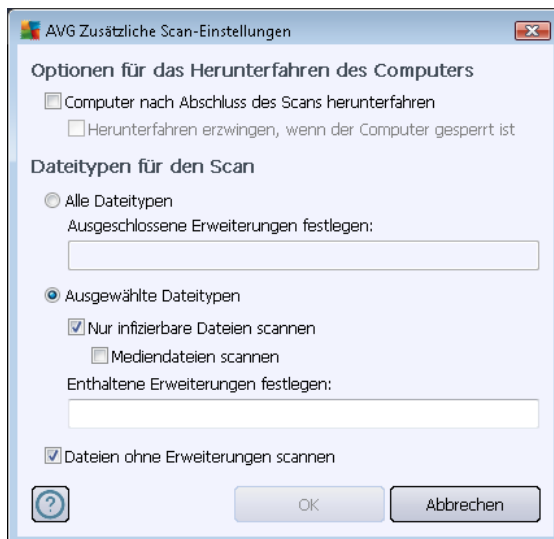 AVG Zusätzliche Scan-Einstellungen
Optionen für das Herunterfahren des Computers
Computer nach Abschluss des Scans herunterfahren
Herunterfahren erzwingen, wenn der Computer gesperrt ist
Dateitypen für den Scan
Alle Dateitypen
Ausgeschlossene Erweiterungen festlegen:
Ausgewählte Dateitypen
Nur infizierbare Dateien scannen
Mediendateien scannen
Enthaltene Erweiterungen festlegen:
Dateien ohne Erweiterungen scannen
? OK Abbrechen